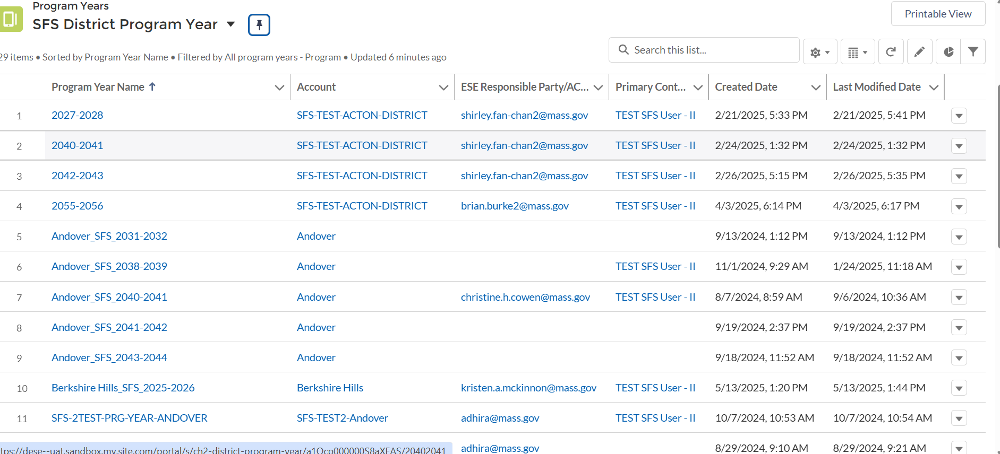 Program Years
SFS District Program Year
Printable View
29 items • Sorted by Program Year Name • Filtered by All program years - Program • Updated 6 minutes ago
Search this list...
Program Year Name Account ESE Responsible Party/AC... Primary Cont... Created Date Last Modified Date
1 2027-2028 SFS-TEST-ACTON-DISTRICT shirley.fan-chan2@mass.gov TEST SFS User - II 2/21/2025, 5:33 PM 2/21/2025, 5:41 PM
2 2040-2041 SFS-TEST-ACTON-DISTRICT shirley.fan-chan2@mass.gov TEST SFS User - II 2/24/2025, 1:32 PM 2/24/2025, 1:32 PM
3 2042-2043 SFS-TEST-ACTON-DISTRICT shirley.fan-chan2@mass.gov TEST SFS User - II 2/26/2025, 5:15 PM 2/26/2025, 5:35 PM
4 2055-2056 SFS-TEST-ACTON-DISTRICT brian.burke2@mass.gov TEST SFS User - II 4/3/2025, 6:14 PM 4/3/2025, 6:17 PM
5 Andover_SFS_2031-2032 Andover 9/13/2024, 1:12 PM 9/13/2024, 1:12 PM
6 Andover_SFS_2038-2039 Andover TEST SFS User - II 11/1/2024, 9:29 AM 1/24/2025, 11:18 AM
7 Andover_SFS_2040-2041 Andover christine.h.cowen@mass.gov TEST SFS User - II 8/7/2024, 8:59 AM 9/6/2024, 10:36 AM
8 Andover_SFS_2041-2042 Andover 9/19/2024, 2:37 PM 9/19/2024, 2:37 PM
9 Andover_SFS_2043-2044 Andover 9/18/2024, 11:52 AM 9/18/2024, 11:52 AM
10 Berkshire Hills_SFS_2025-2026 Berkshire Hills kristen.a.mckinnon@mass.gov TEST SFS User - II 5/13/2025, 1:20 PM 5/13/2025, 1:44 PM
11 SFS-2TEST-PRG-YEAR-ANDOVER SFS-TEST2-Andover adhira@mass.gov TEST SFS User - II 10/7/2024, 10:53 AM 10/7/2024, 10:54 AM
adhira@mass.gov 8/29/2024, 9:10 AM 8/29/2024, 9:21 AM
tps://dese--uat.sandbox.my.site.com/portal/s/ch2-district-program-year/a1Ocp000000S8aXEAS/20402041